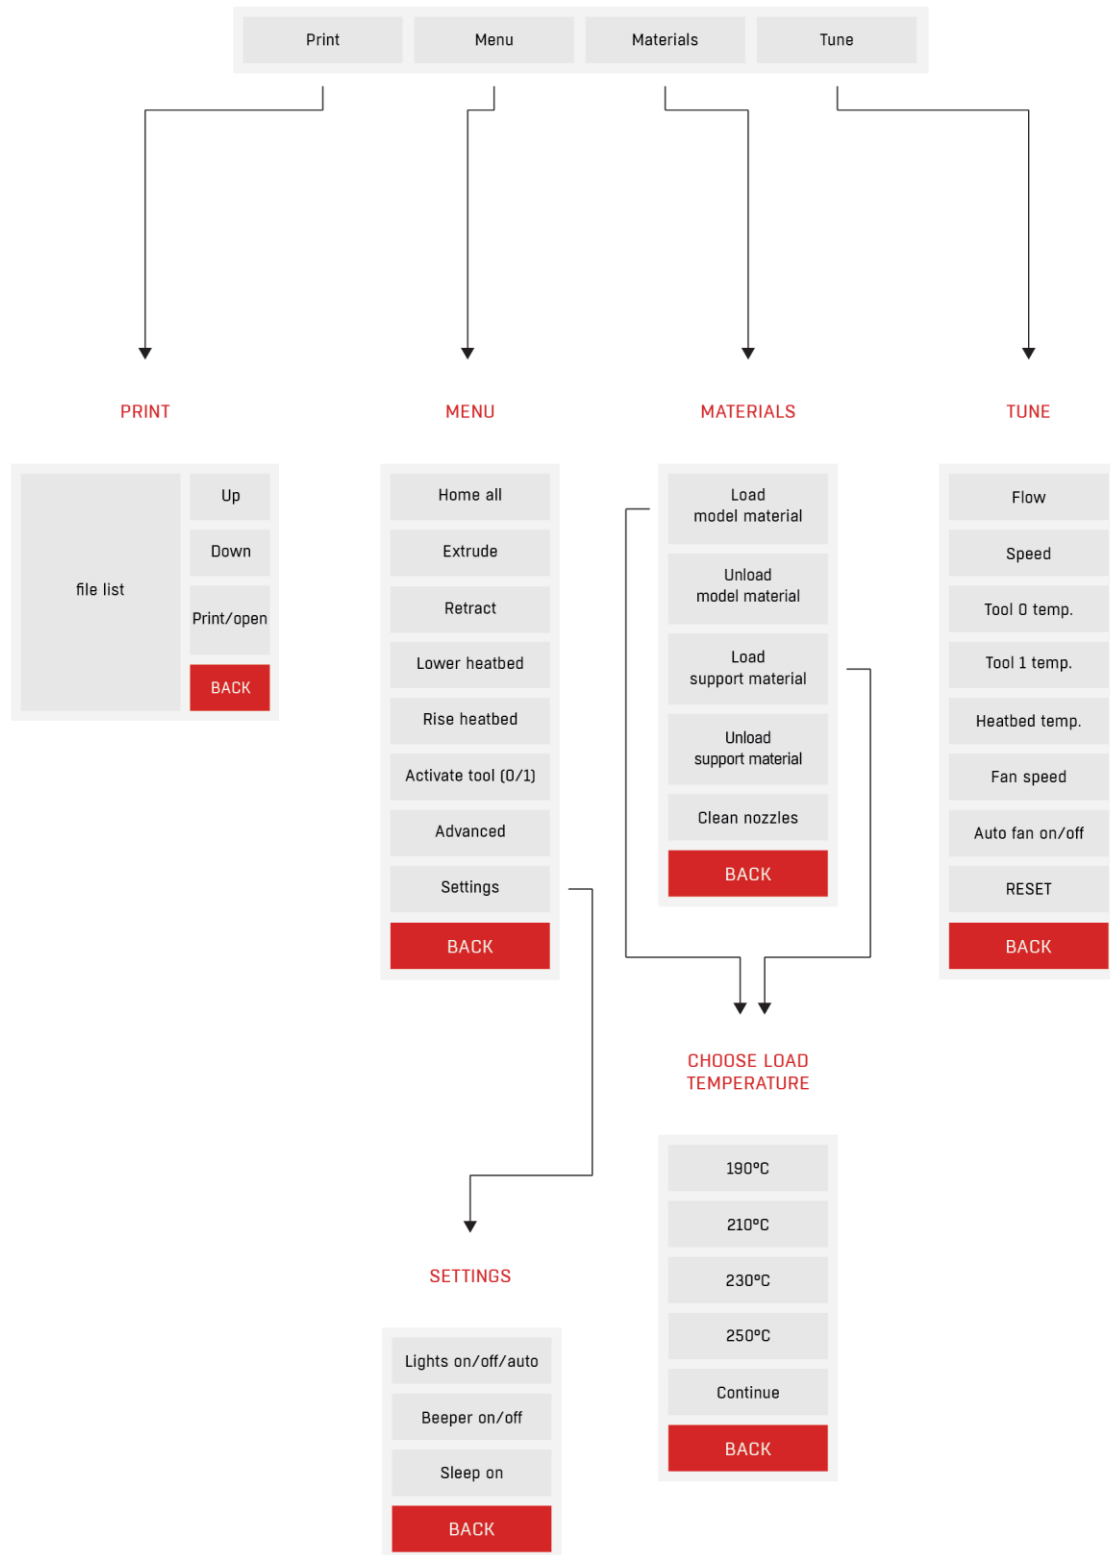 Print
Menu
Materials
Tune
PRINT
file list
Up
Down
Print/open
BACK
MENU
Home all
Extrude
Retract
Lower heatbed
Rise heatbed
Activate tool (0/1)
Advanced
Settings
BACK
MATERIALS
Load
model material
Unload
model material
Load
support material
Unload
support material
Clean nozzles
BACK
TUNE
Flow
Speed
Tool 0 temp.
Tool 1 temp.
Heatbed temp.
Fan speed
Auto fan on/off
RESET
BACK
CHOOSE LOAD
TEMPERATURE
190ºC
210ºC
230ºC
250ºC
Continue
BACK
SETTINGS
Lights on/off/auto
Beeper on/off
Sleep on
BACK